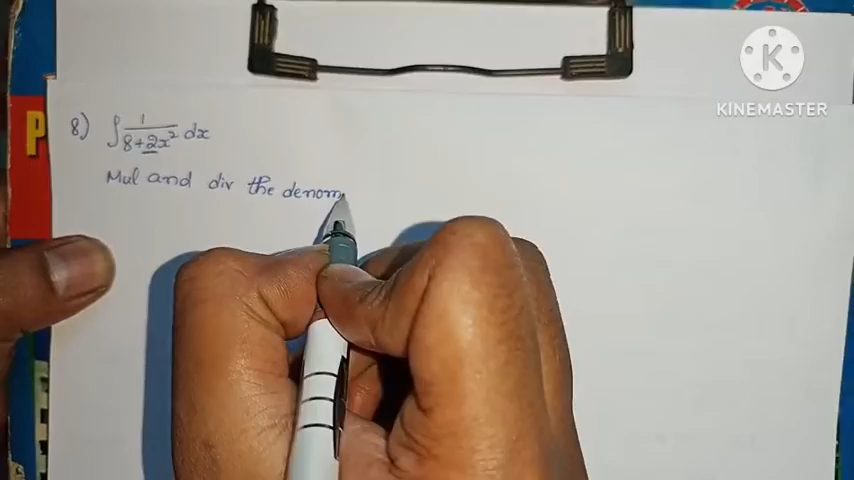 KINEMASTER
8) ∫ 1/(8+2x²) dx
Mul and div the denom